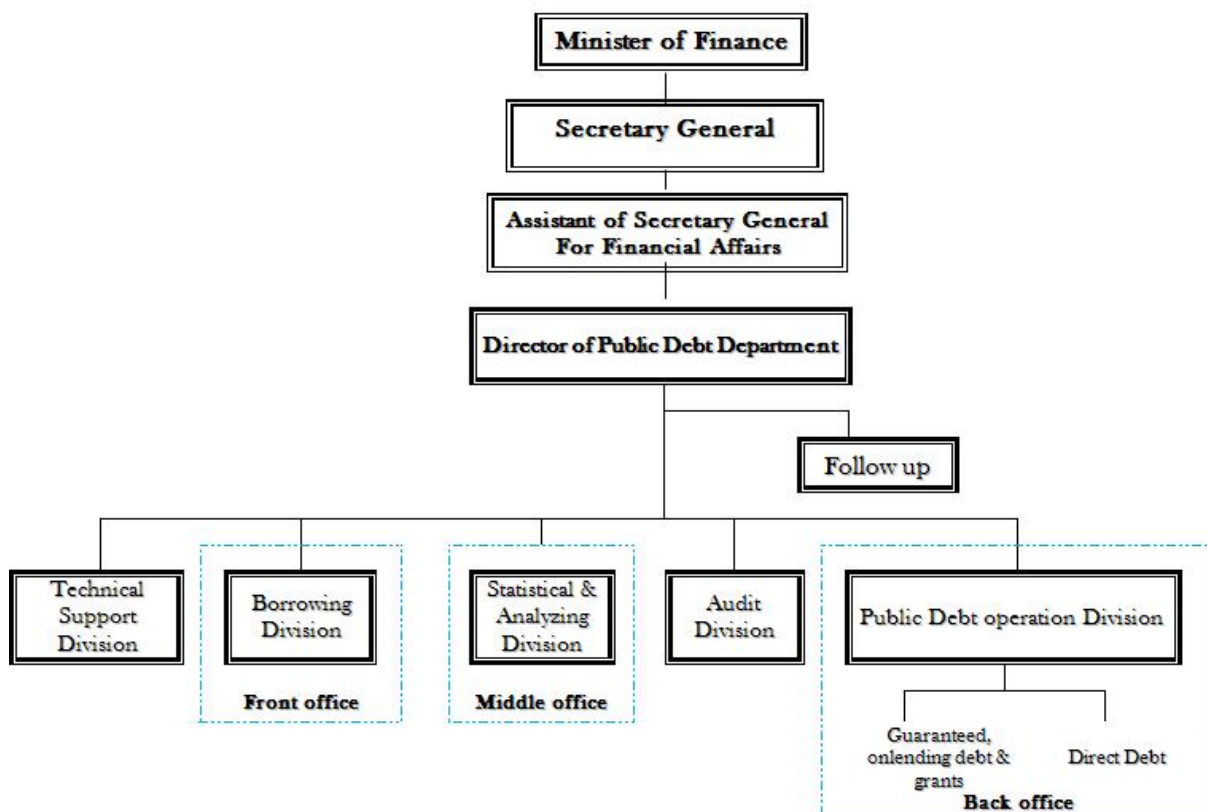 Minister of Finance
Secretary General
Assistant of Secretary General
For Financial Affairs
Director of Public Debt Department
Follow up
Technical
Support
Division
Borrowing
Division
Front office
Statistical &
Analyzing
Division
Middle office
Audit
Division
Public Debt operation Division
Guaranteed,
onlending debt &
grants
Direct Debt
Back office